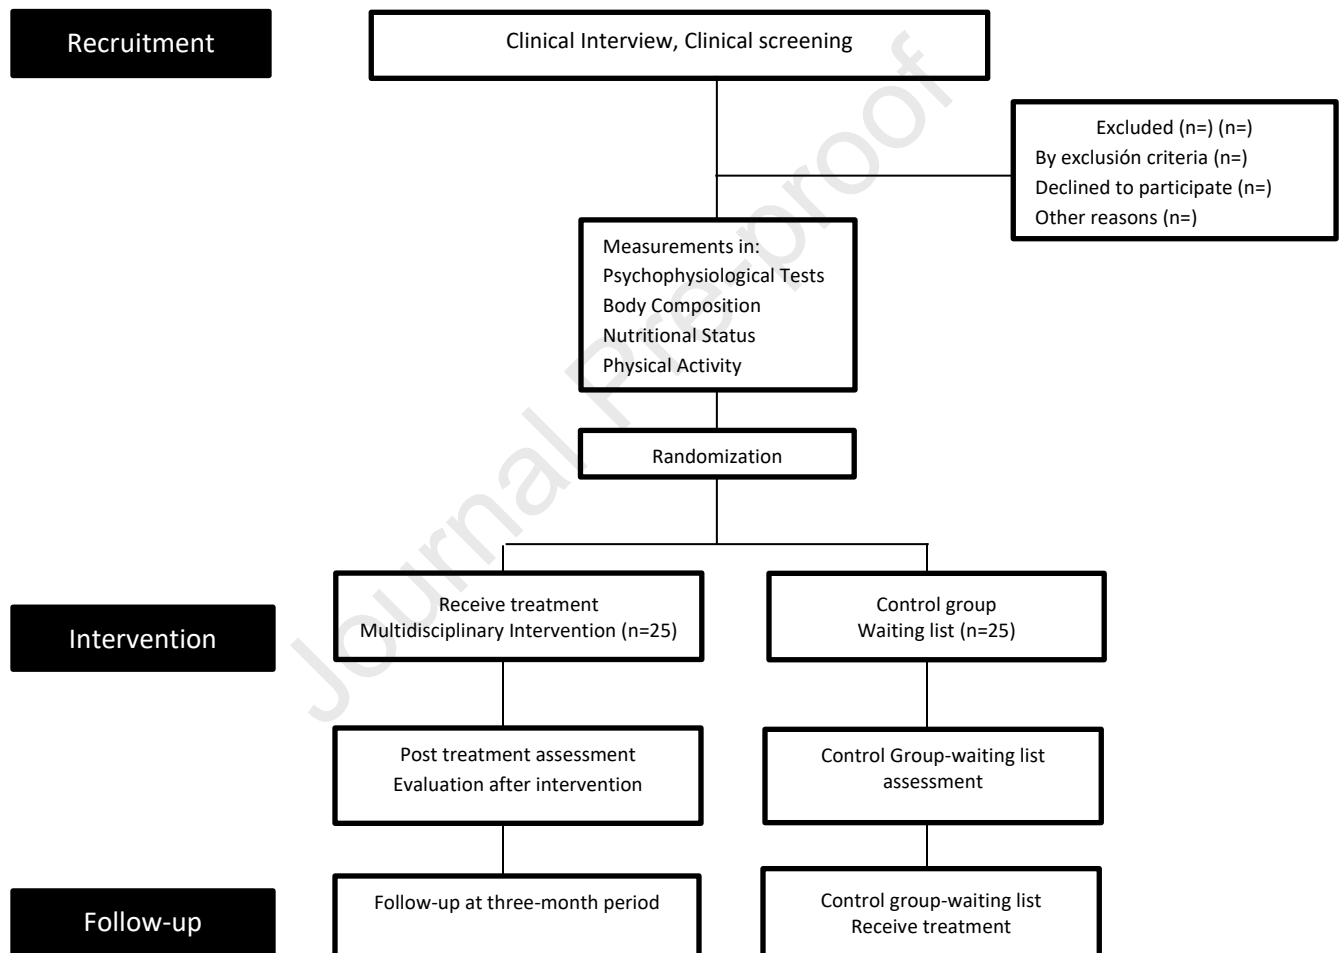 Recruitment
Clinical Interview, Clinical screening
Excluded (n=) (n=)
By exclusión criteria (n=)
Declined to participate (n=)
Other reasons (n=)
Measurements in:
Psychophysiological Tests
Body Composition
Nutritional Status
Physical Activity
Randomization
Intervention
Receive treatment
Multidisciplinary Intervention (n=25)
Control group
Waiting list (n=25)
Post treatment assessment
Evaluation after intervention
Control Group-waiting list
assessment
Follow-up
Follow-up at three-month period
Control group-waiting list
Receive treatment
Journal Pre-proof